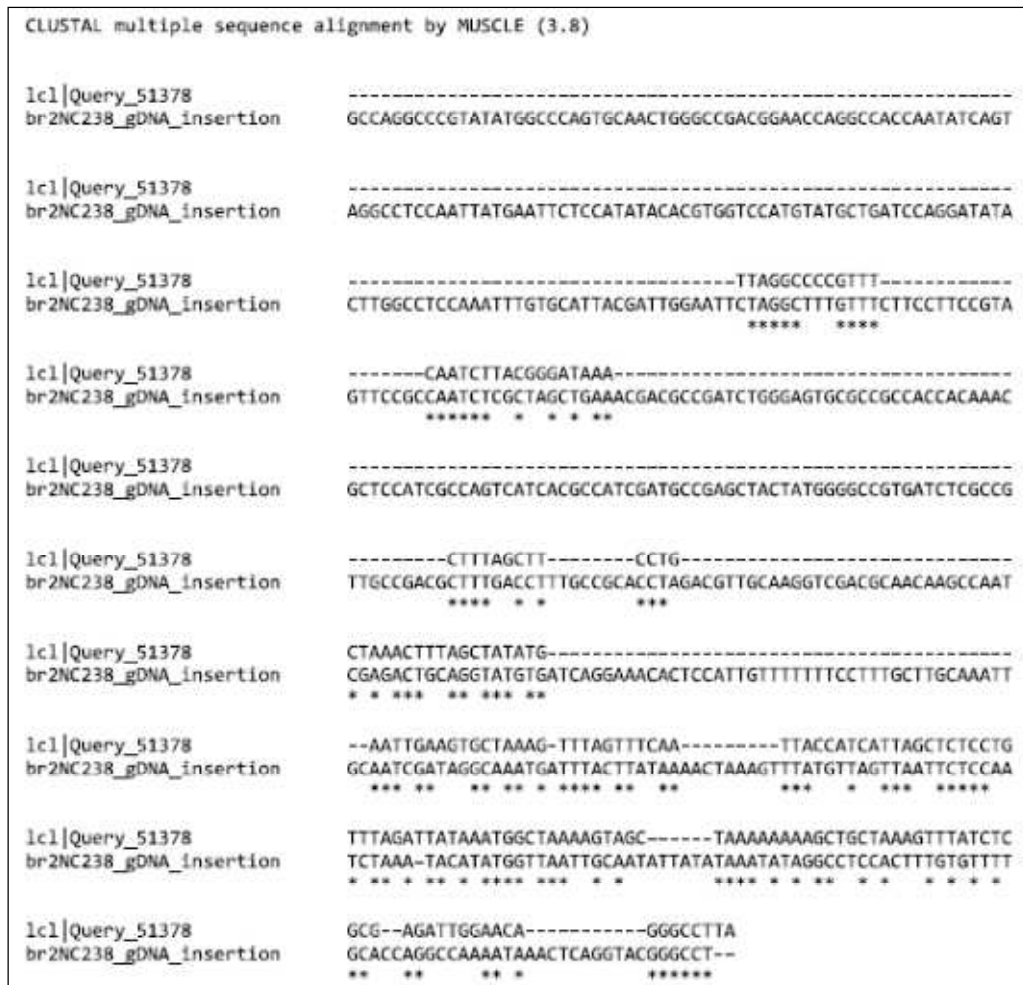 CLUSTAL multiple sequence alignment by MUSCLE (3.8)
lcl|Query_51378 ------------------------------------------------------------
br2NC238_gDNA_insertion GCCAGGCCCGTATATGGCCCAGTGCAACTGGGCCGACGGAACCAGGCCACCAATATCAGT
lcl|Query_51378 ------------------------------------------------------------
br2NC238_gDNA_insertion AGGCCTCCAATTATGAATTCTCCATATACACGTGGTCCATGTATGCTGATCCAGGATATA
lcl|Query_51378 -----------------------------------TTAGGCCCCGTTT------------
br2NC238_gDNA_insertion CTTGGCCTCCAAATTTGTGCATTACGATTGGAATTCTAGGCTTTGTTTCTTCCTTCCGTA
***** ****
lcl|Query_51378 -------CAATCTTACGGGATAAA------------------------------------
br2NC238_gDNA_insertion GTTCCGCCAATCTCGCTAGCTGAAACGACGCCGATCTGGGAGTGCGCCGCCACCACAAAC
****** * * * **
lcl|Query_51378 ------------------------------------------------------------
br2NC238_gDNA_insertion GCTCCATCGCCAGTCATCACGCCATCGATGCCGAGCTACTATGGGGCCGTGATCTCGCCG
lcl|Query_51378 ---------CTTTAGCTT--------CCTG------------------------------
br2NC238_gDNA_insertion TTGCCGACGCTTTGACCTTTGCCGCACCTAGACGTTGCAAGGTCGACGCAACAAGCCAAT
**** * * ***
lcl|Query_51378 CTAAACTTTAGCTATATG------------------------------------------
br2NC238_gDNA_insertion CGAGACTGCAGGTATGTGATCAGGAAACACTCCATTGTTTTTTTCCTTTGCTTGCAAATT
* * *** ** *** **
lcl|Query_51378 --AATTGAAGTGCTAAAG-TTTAGTTTCAA---------TTACCATCATTAGCTCTCCTG
br2NC238_gDNA_insertion GCAATCGATAGGCAAATGATTTACTTATAAAACTAAAGTTTATGTTAGTTAATTCTCCAA
*** ** ** ** * **** ** ** *** * *** *****
lcl|Query_51378 TTTAGATTATAAATGGCTAAAAGTAGC------TAAAAAAAAGCTGCTAAAGTTTATCTC
br2NC238_gDNA_insertion TCTAAA-TACATATGGTTAATTGCAATATTATATAAATATAGGCCTCCACTTTGTGTTTT
* ** * ** * **** *** * * **** * * ** * * * * * *
lcl|Query_51378 GCG--AGATTGGAACA-----------GGGCCTTA
br2NC238_gDNA_insertion GCACCAGGCCAAAATAAACTCAGGTACGGGCCT--
** ** ** * ******